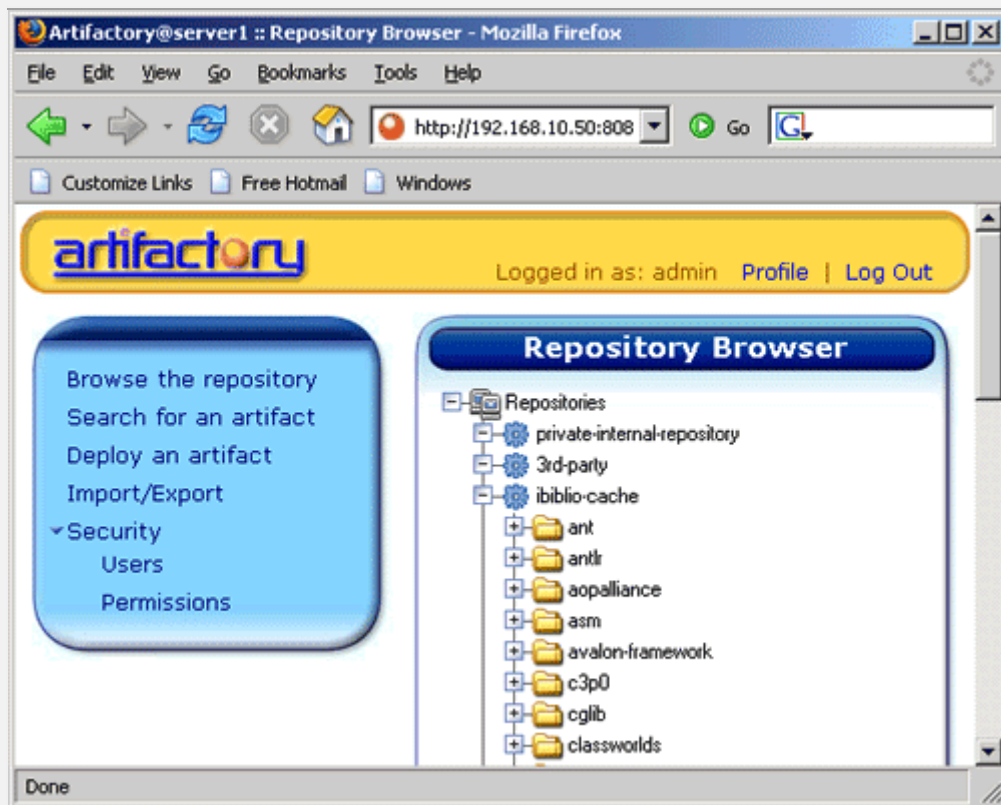 Artifactory@server1 :: Repository Browser - Mozilla Firefox
File Edit View Go Bookmarks Tools Help
http://192.168.10.50:808 Go G
Customize Links Free Hotmail Windows
artifactory
Logged in as: admin Profile | Log Out
Browse the repository
Search for an artifact
Deploy an artifact
Import/Export
Security
Users
Permissions
Repository Browser
Repositories
private-internal-repository
3rd-party
ibiblio-cache
ant
antlr
aopalliance
asm
avalon-framework
c3p0
cglib
classworlds
Done